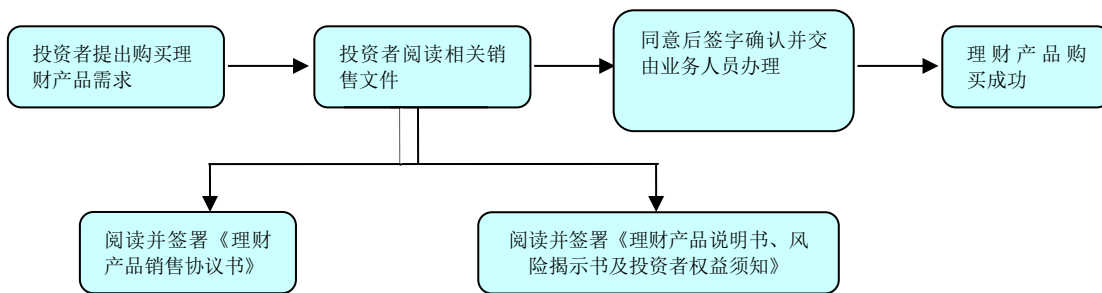 投资者提出购买理
财产品需求
投资者阅读相关销
售文件
同意后签字确认并交
由业务人员办理
理财产品购
买成功
阅读并签署《理财
产品销售协议书》
阅读并签署《理财产品说明书、风
险揭示书及投资者权益须知》